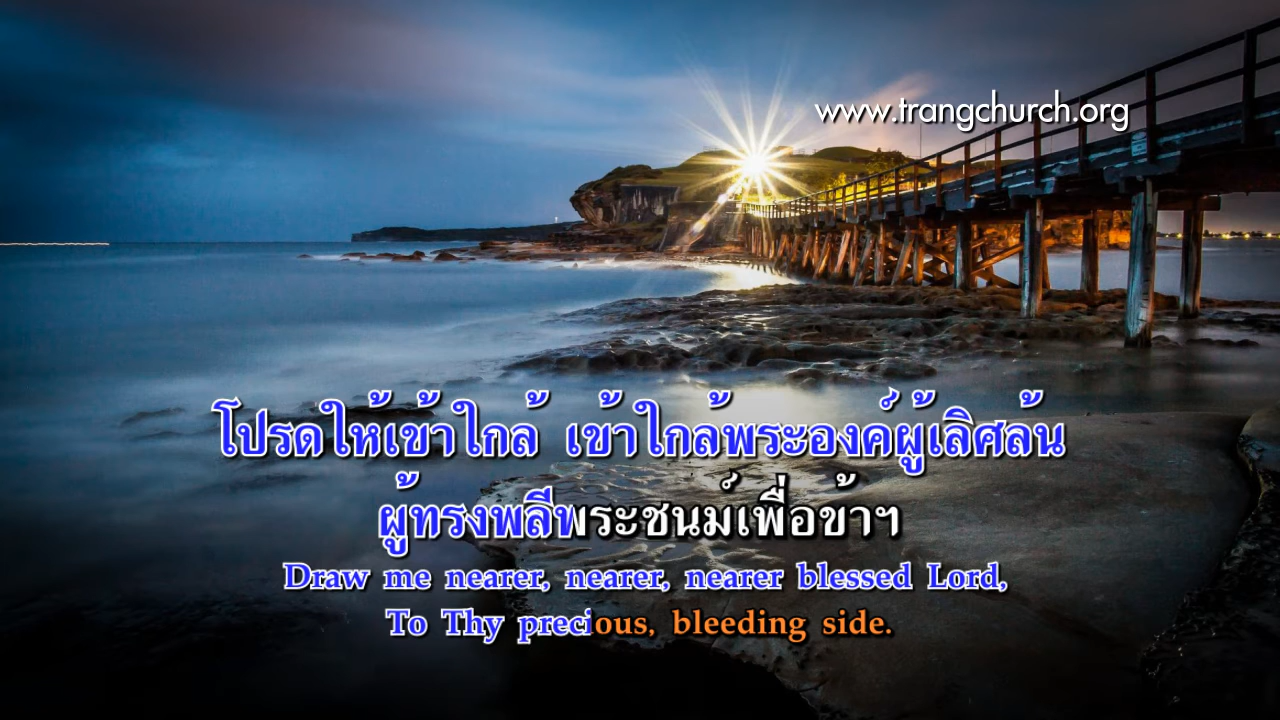 www.trangchurch.org
โปรดให้เข้าใกล้ เข้าใกล้พระองค์ผู้เลิศล้น
ผู้ทรงพลีพระชนม์เพื่อข้าฯ
Draw me nearer, nearer, nearer blessed Lord,
To Thy precious, bleeding side.